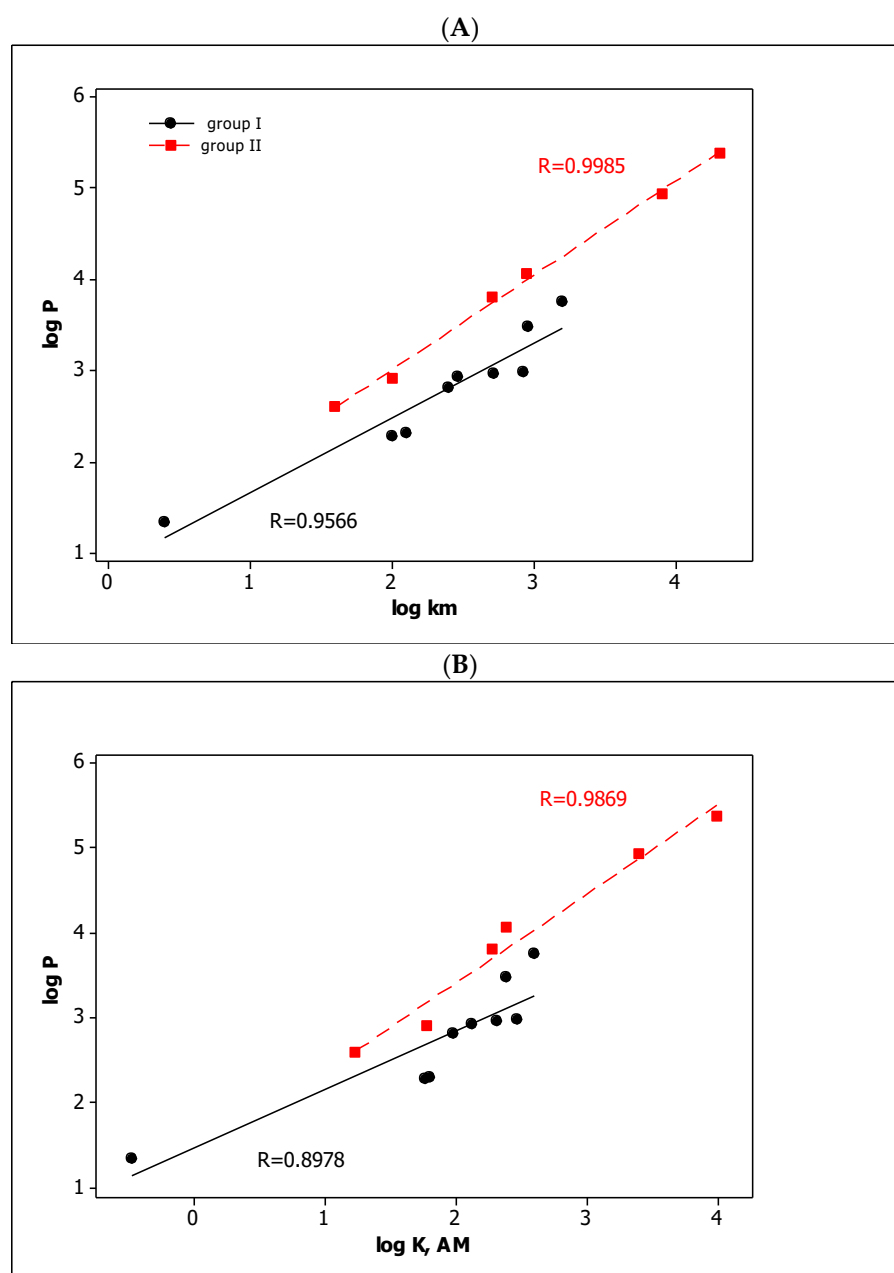 (A)
6
group I
group II
R=0.9985
5
4
log P
3
2
R=0.9566
1
0 1 2 3 4
log km
(B)
6
R=0.9869
5
4
log P
3
2
R=0.8978
1
0 1 2 3 4
log K, AM